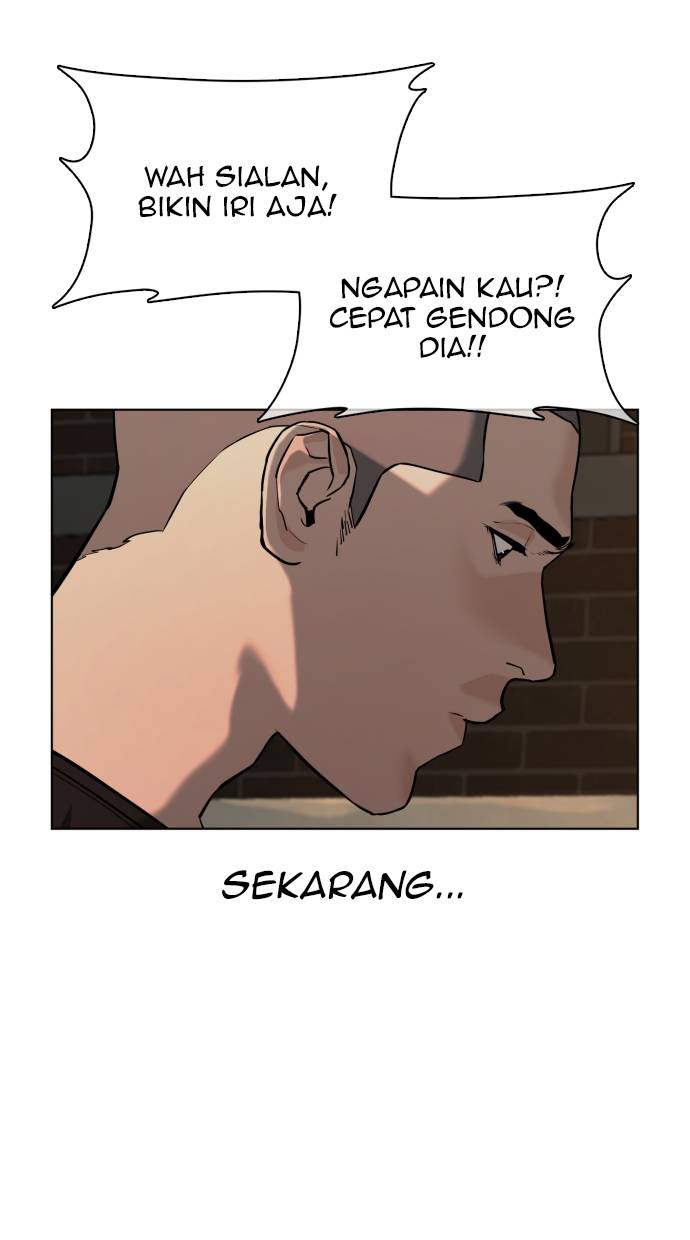 WAH SIALAN,
BIKIN IRI AJA!
NGAPAIN KAU?!
CEPAT GENDONG
DIA!!
SEKARANG...